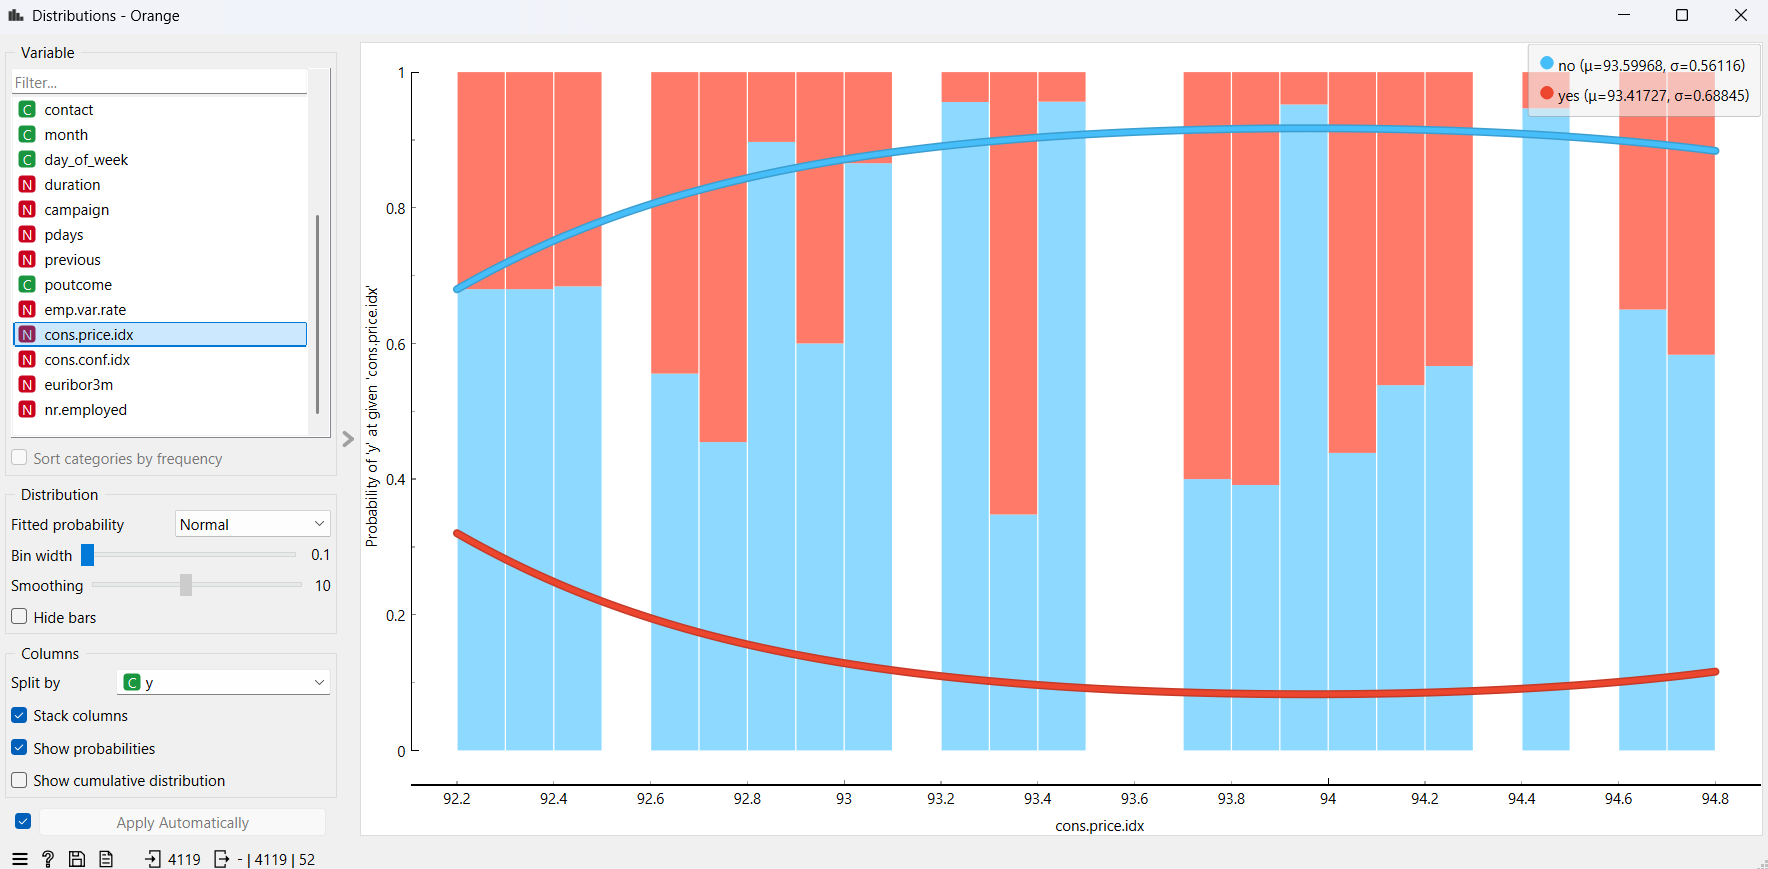 Distributions - Orange
Variable
Filter...
C contact
C month
C day_of_week
N duration
N campaign
N pdays
N previous
C poutcome
N emp.var.rate
N cons.price.idx
N cons.conf.idx
N euribor3m
N nr.employed
Sort categories by frequency
Distribution
Fitted probability Normal
Bin width 0.1
Smoothing 10
Hide bars
Columns
Split by C y
Stack columns
Show probabilities
Show cumulative distribution
Apply Automatically
? 4119 - | 4119 | 52
no (μ=93.59968, σ=0.56116)
yes (μ=93.41727, σ=0.68845)
Probability of 'y' at given 'cons.price.idx'
1
0.8
0.6
0.4
0.2
0
92.2 92.4 92.6 92.8 93 93.2 93.4 93.6 93.8 94 94.2 94.4 94.6 94.8
cons.price.idx